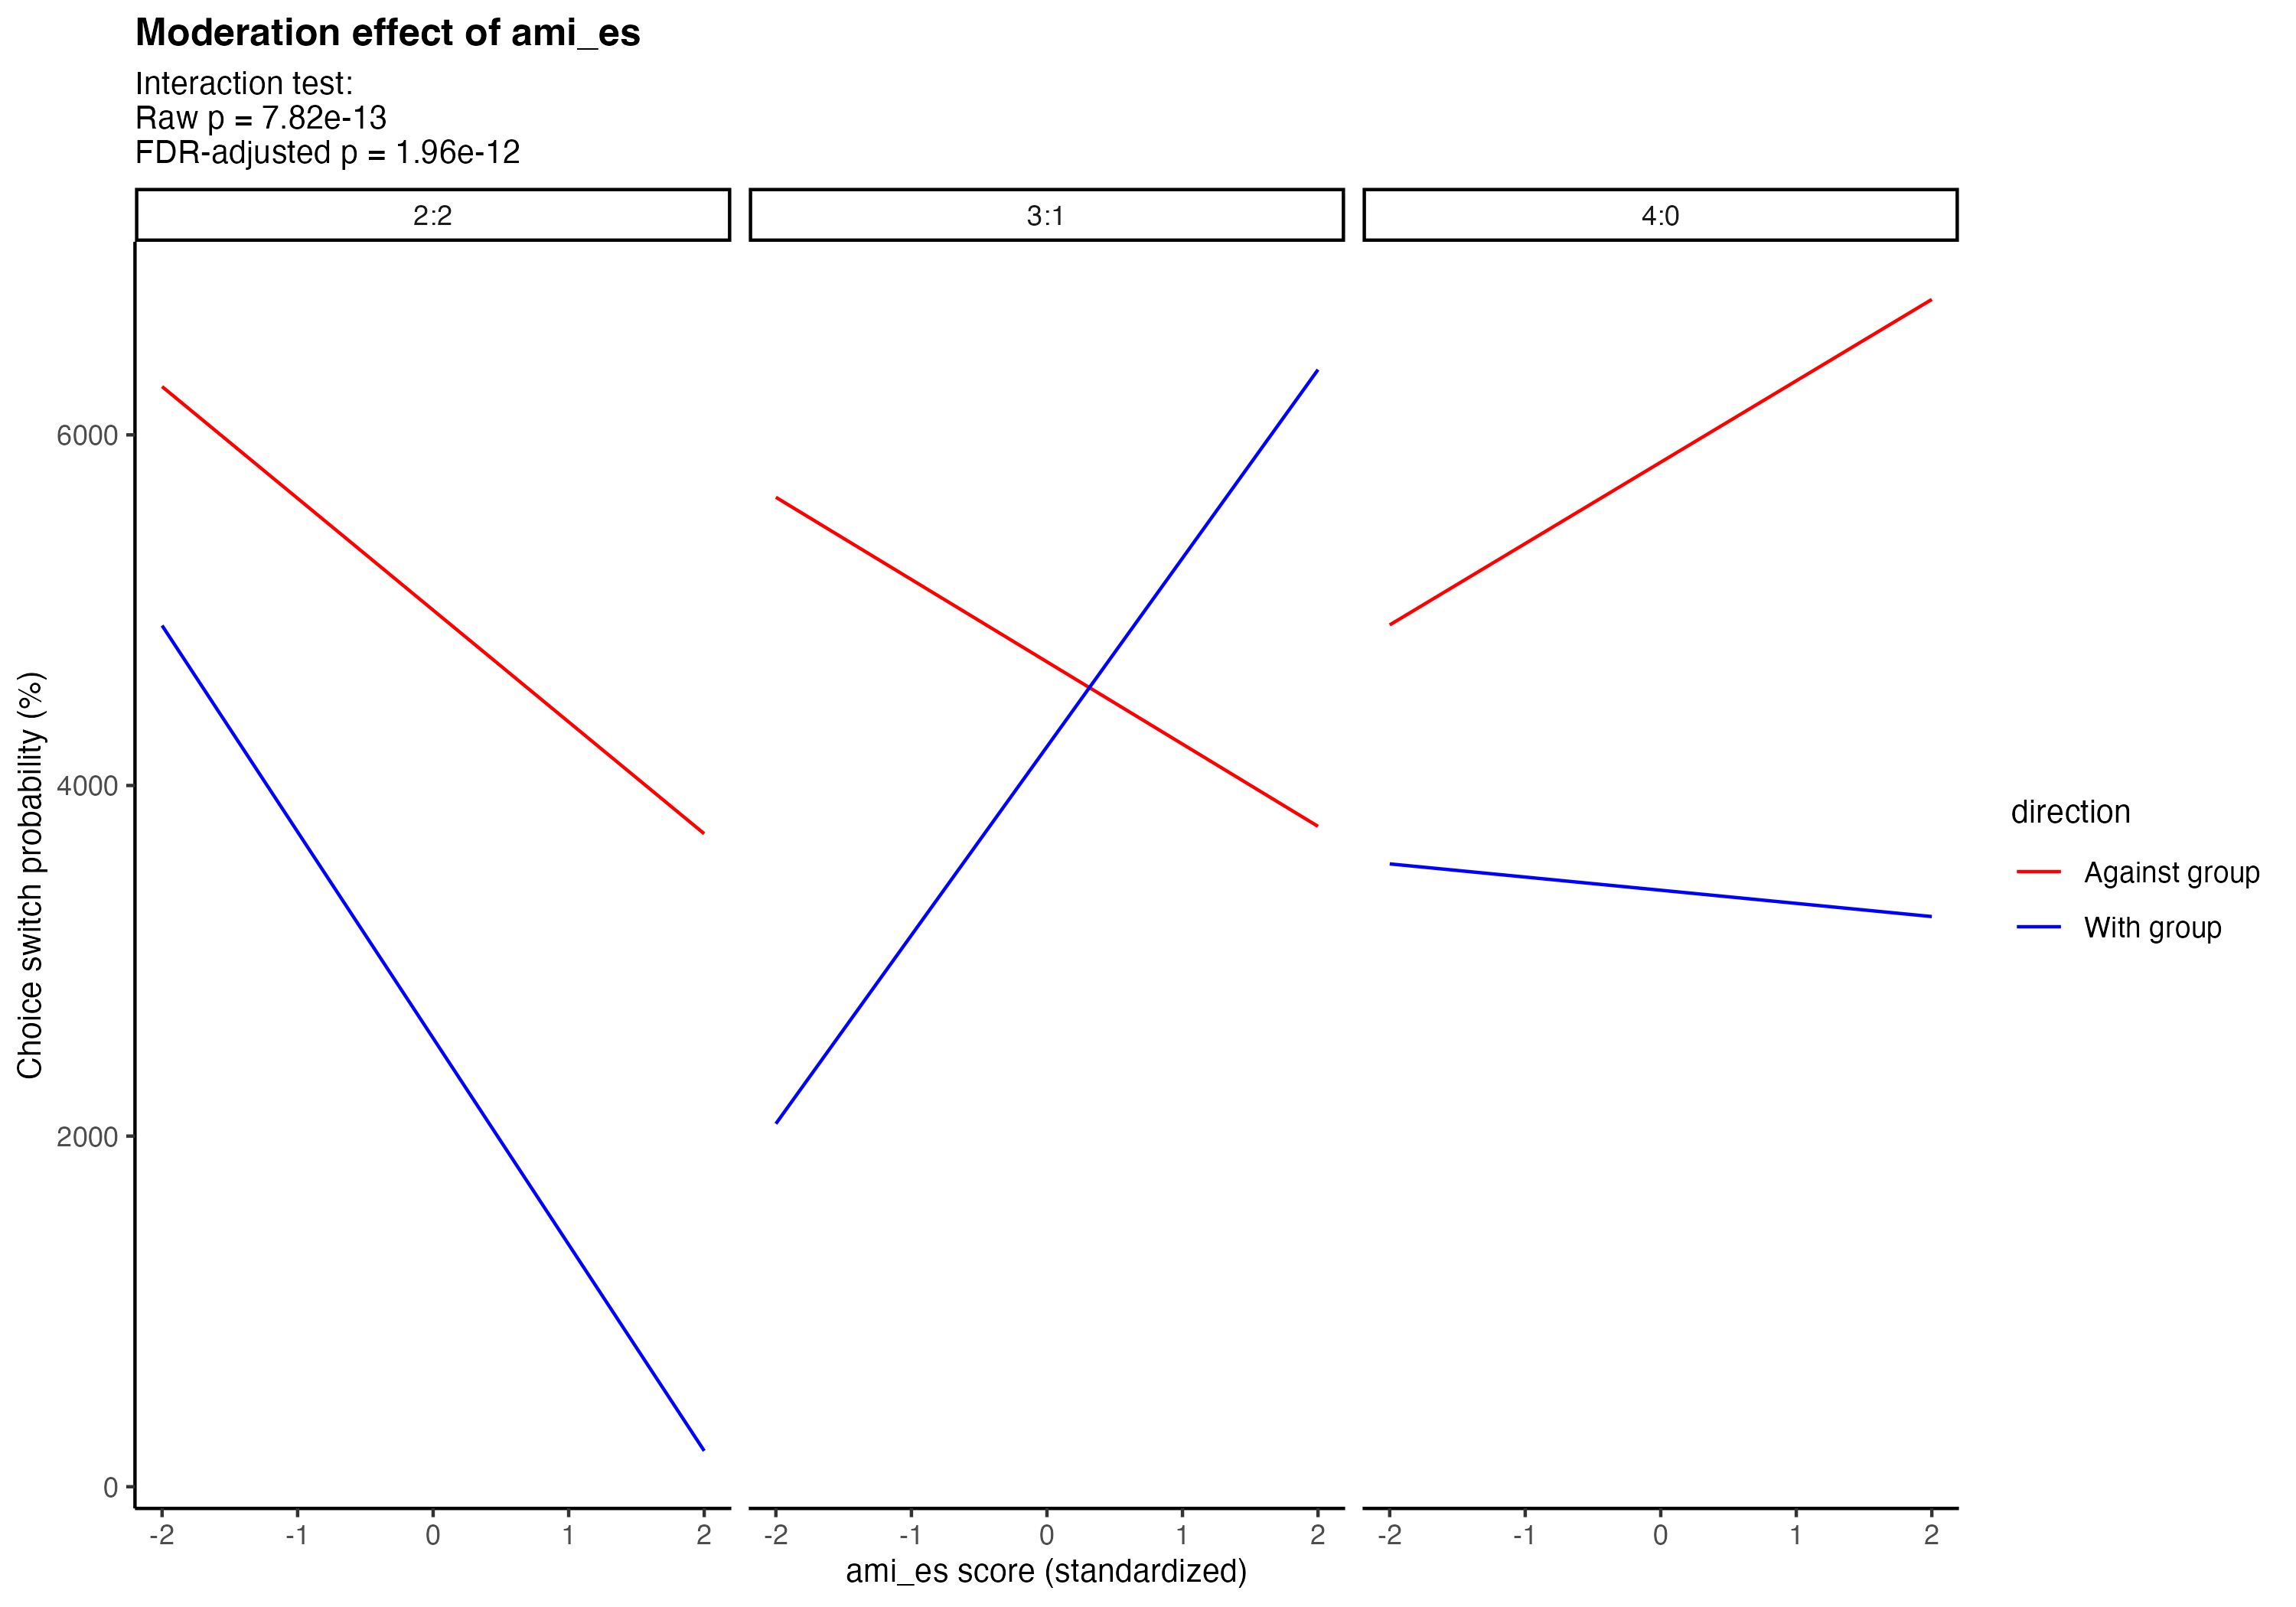 Moderation effect of ami_es
Interaction test:
Raw p = 7.82e-13
FDR-adjusted p = 1.96e-12
2:2
3:1
4:0
Choice switch probability (%)
6000
4000
2000
0
-2 -1 0 1 2
-2 -1 0 1 2
-2 -1 0 1 2
ami_es score (standardized)
direction
Against group
With group